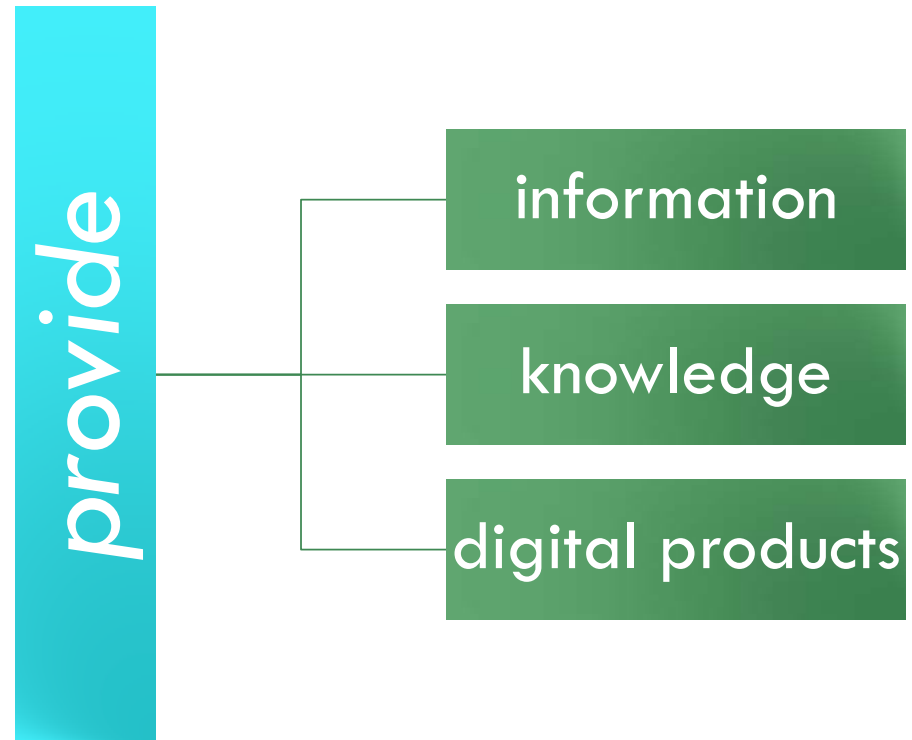 provide
information
knowledge
digital products